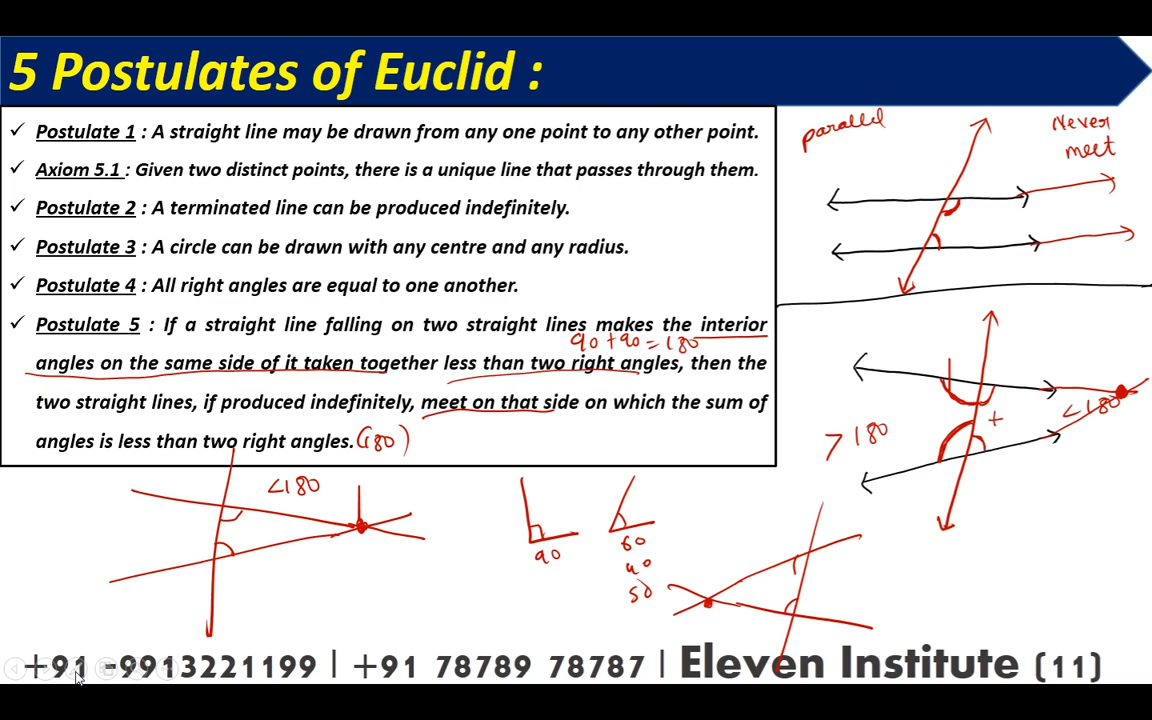 5 Postulates of Euclid :
✓ Postulate 1 : A straight line may be drawn from any one point to any other point.
✓ Axiom 5.1 : Given two distinct points, there is a unique line that passes through them.
✓ Postulate 2 : A terminated line can be produced indefinitely.
✓ Postulate 3 : A circle can be drawn with any centre and any radius.
✓ Postulate 4 : All right angles are equal to one another.
✓ Postulate 5 : If a straight line falling on two straight lines makes the interior
90+90=180
angles on the same side of it taken together less than two right angles, then the
two straight lines, if produced indefinitely, meet on that side on which the sum of
angles is less than two right angles.(180)
parallel
Never
meet
<180
+
>180
<180
90
60
40
50
+91 -9913221199 | +91 78789 78787 | Eleven Institute (11)